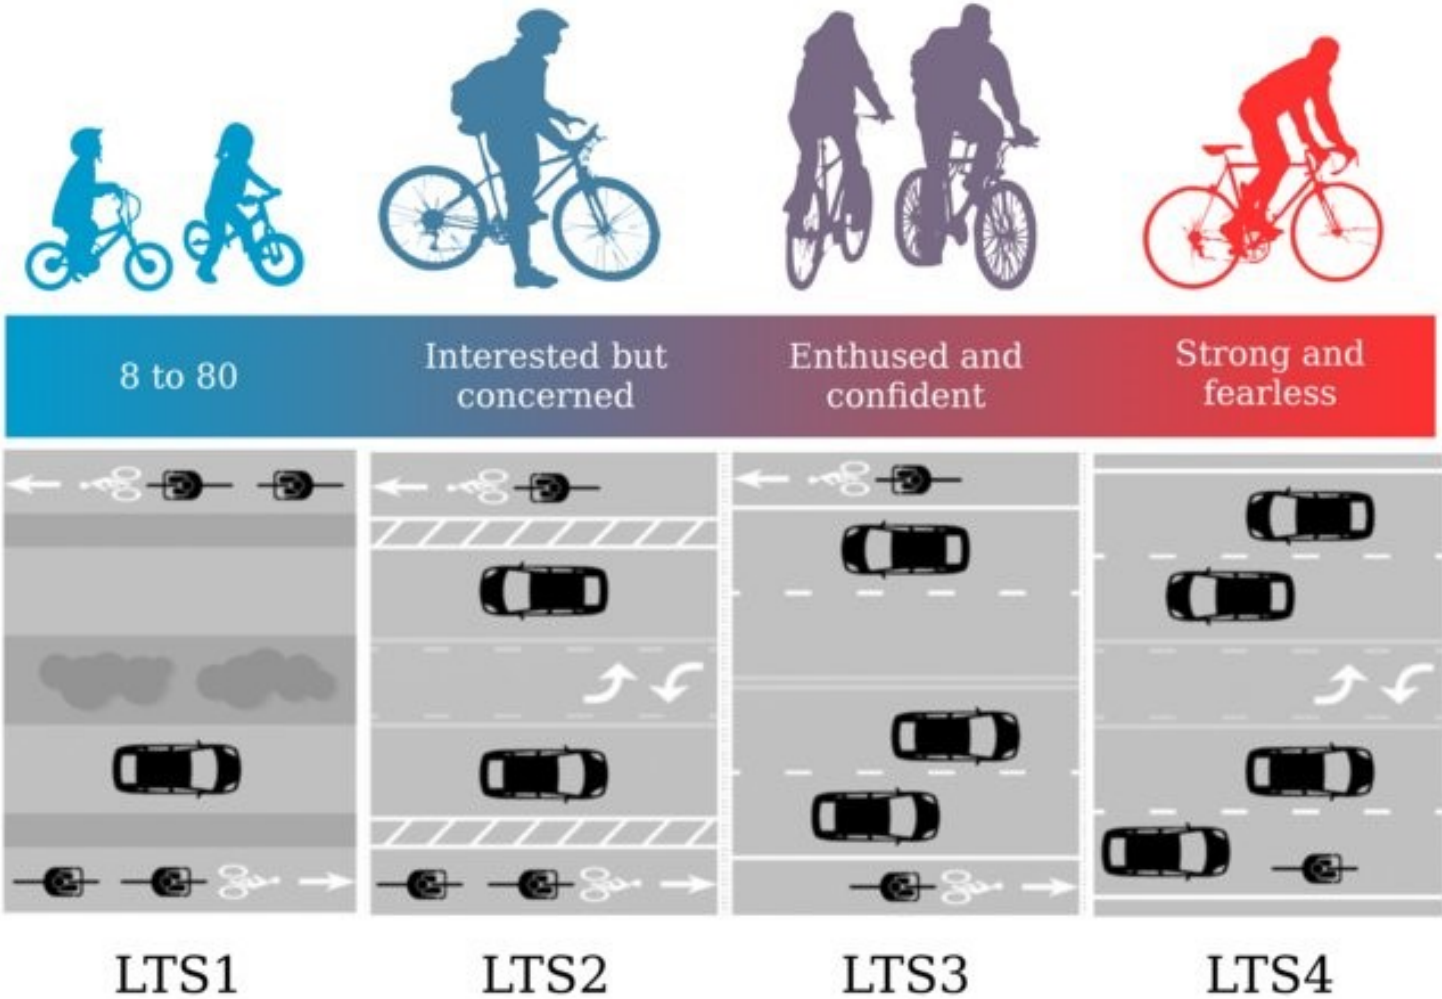 8 to 80
Interested but
concerned
Enthused and
confident
Strong and
fearless
LTS1
LTS2
LTS3
LTS4